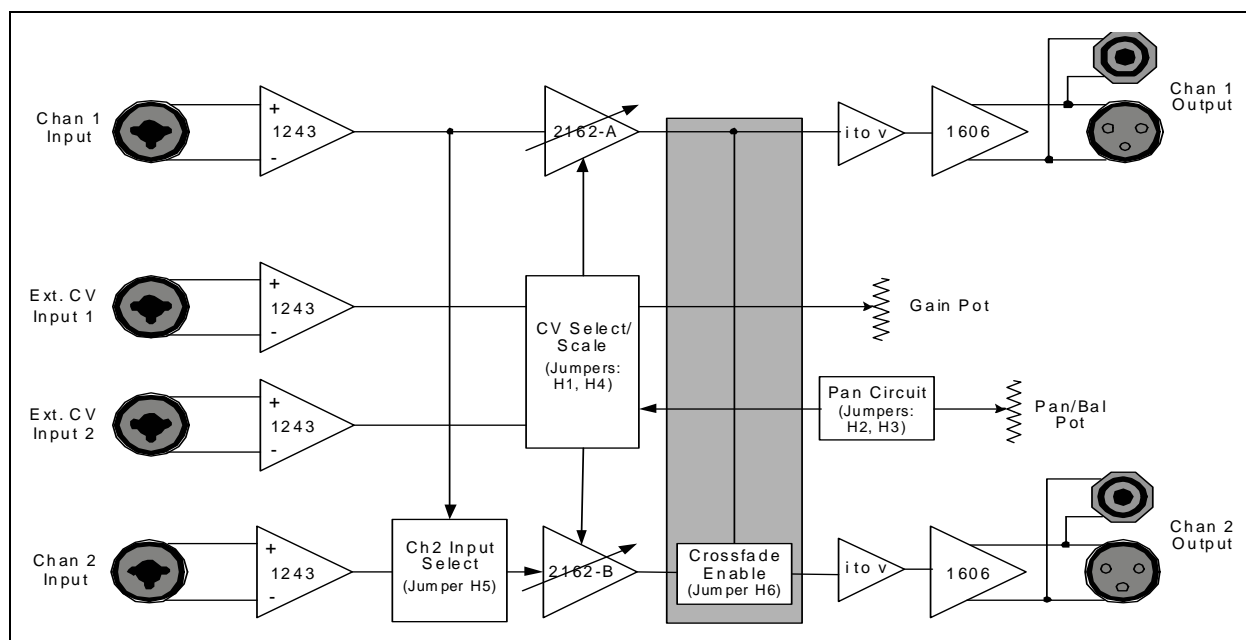 Chan 1
Input
+
1243
-
2162-A
i to v
1606
Chan 1
Output
Ext. CV
Input 1
+
1243
-
CV Select/
Scale
(Jumpers:
H1, H4)
Gain Pot
Ext. CV
Input 2
+
1243
-
Pan Circuit
(Jumpers:
H2, H3)
Pan/Bal
Pot
Chan 2
Input
+
1243
-
Ch2 Input
Select
(Jumper H5)
2162-B
Crossfade
Enable
(Jumper H6)
i to v
1606
Chan 2
Output